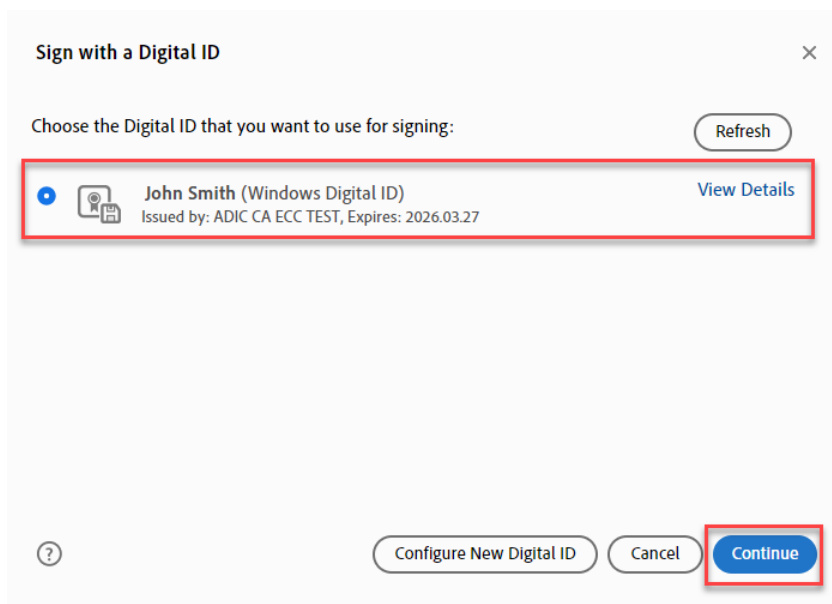 Sign with a Digital ID
Choose the Digital ID that you want to use for signing:
Refresh
John Smith (Windows Digital ID)
View Details
Issued by: ADIC CA ECC TEST, Expires: 2026.03.27
?
Configure New Digital ID
Cancel
Continue